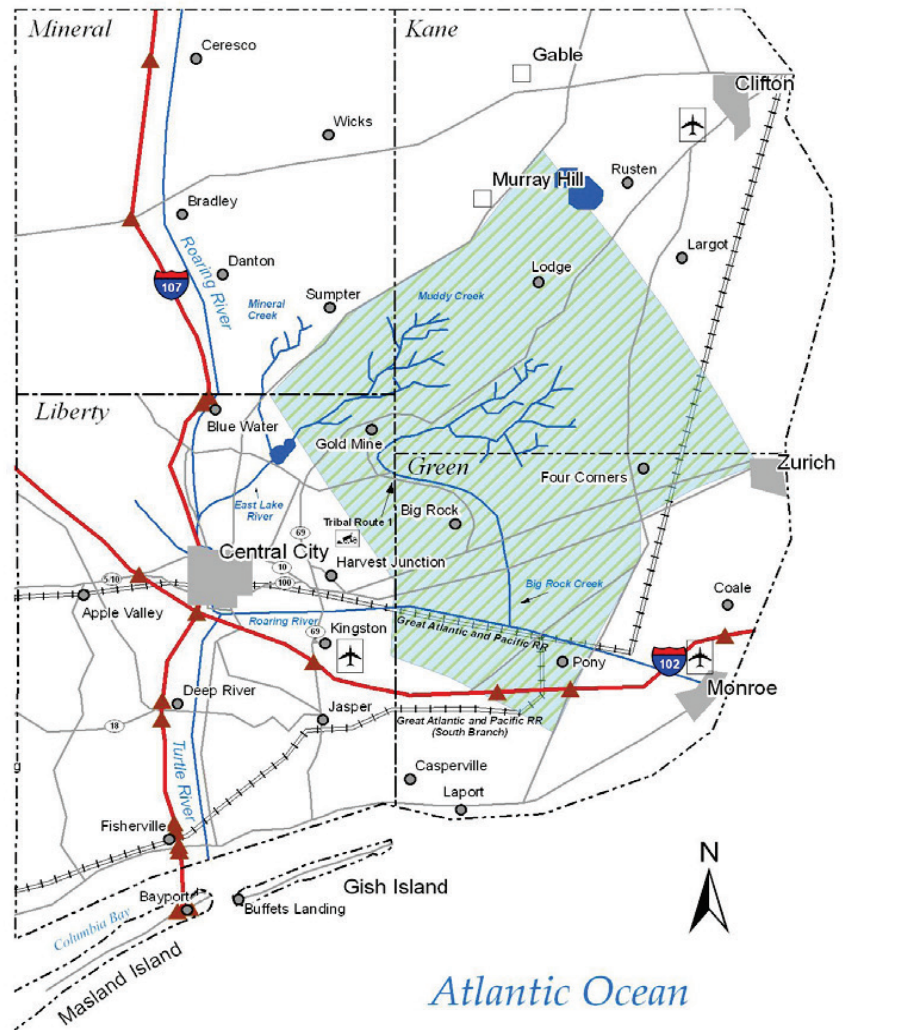 Mineral
Kane
Ceresco
Gable
Clifton
Wicks
Murray Hill
Rusten
Bradley
Roaring River
Largot
Danton
Lodge
107
Mineral
Creek
Sumpter
Muddy Creek
Liberty
Blue Water
Gold Mine
Green
Zurich
Four Corners
East Lake
River
Tribal Route 1
Big Rock
69
Central City
Harvest Junction
10
5/10
100
Big Rock Creek
Coale
Apple Valley
Roaring River
Great Atlantic and Pacific RR
69
Kingston
Pony
102
Monroe
Deep River
Jasper
18
Great Atlantic and Pacific RR
(South Branch)
Turtle River
Casperville
Laport
Fisherville
N
Gish Island
Bayport
Buffets Landing
Columbia Bay
Masland Island
Atlantic Ocean